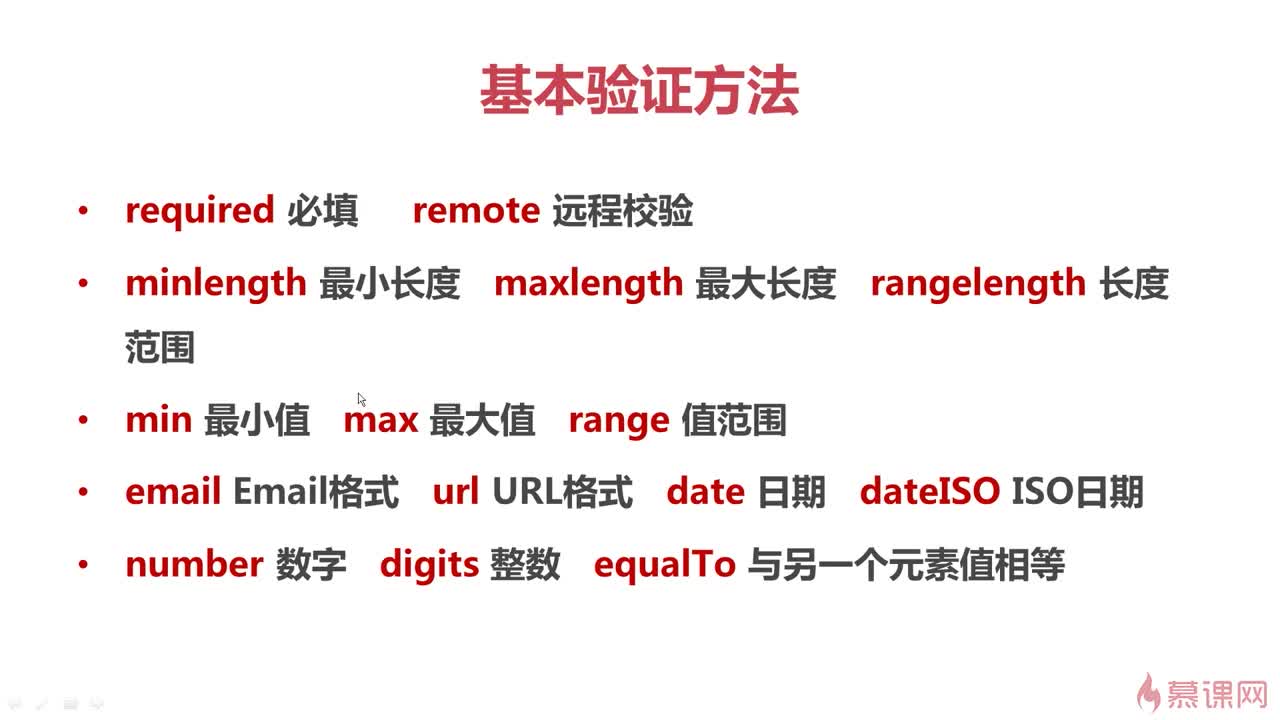 基本验证方法
• required 必填 remote 远程校验
• minlength 最小长度 maxlength 最大长度 rangelength 长度
范围
• min 最小值 max 最大值 range 值范围
• email Email格式 url URL格式 date 日期 dateISO ISO日期
• number 数字 digits 整数 equalTo 与另一个元素值相等
慕课网